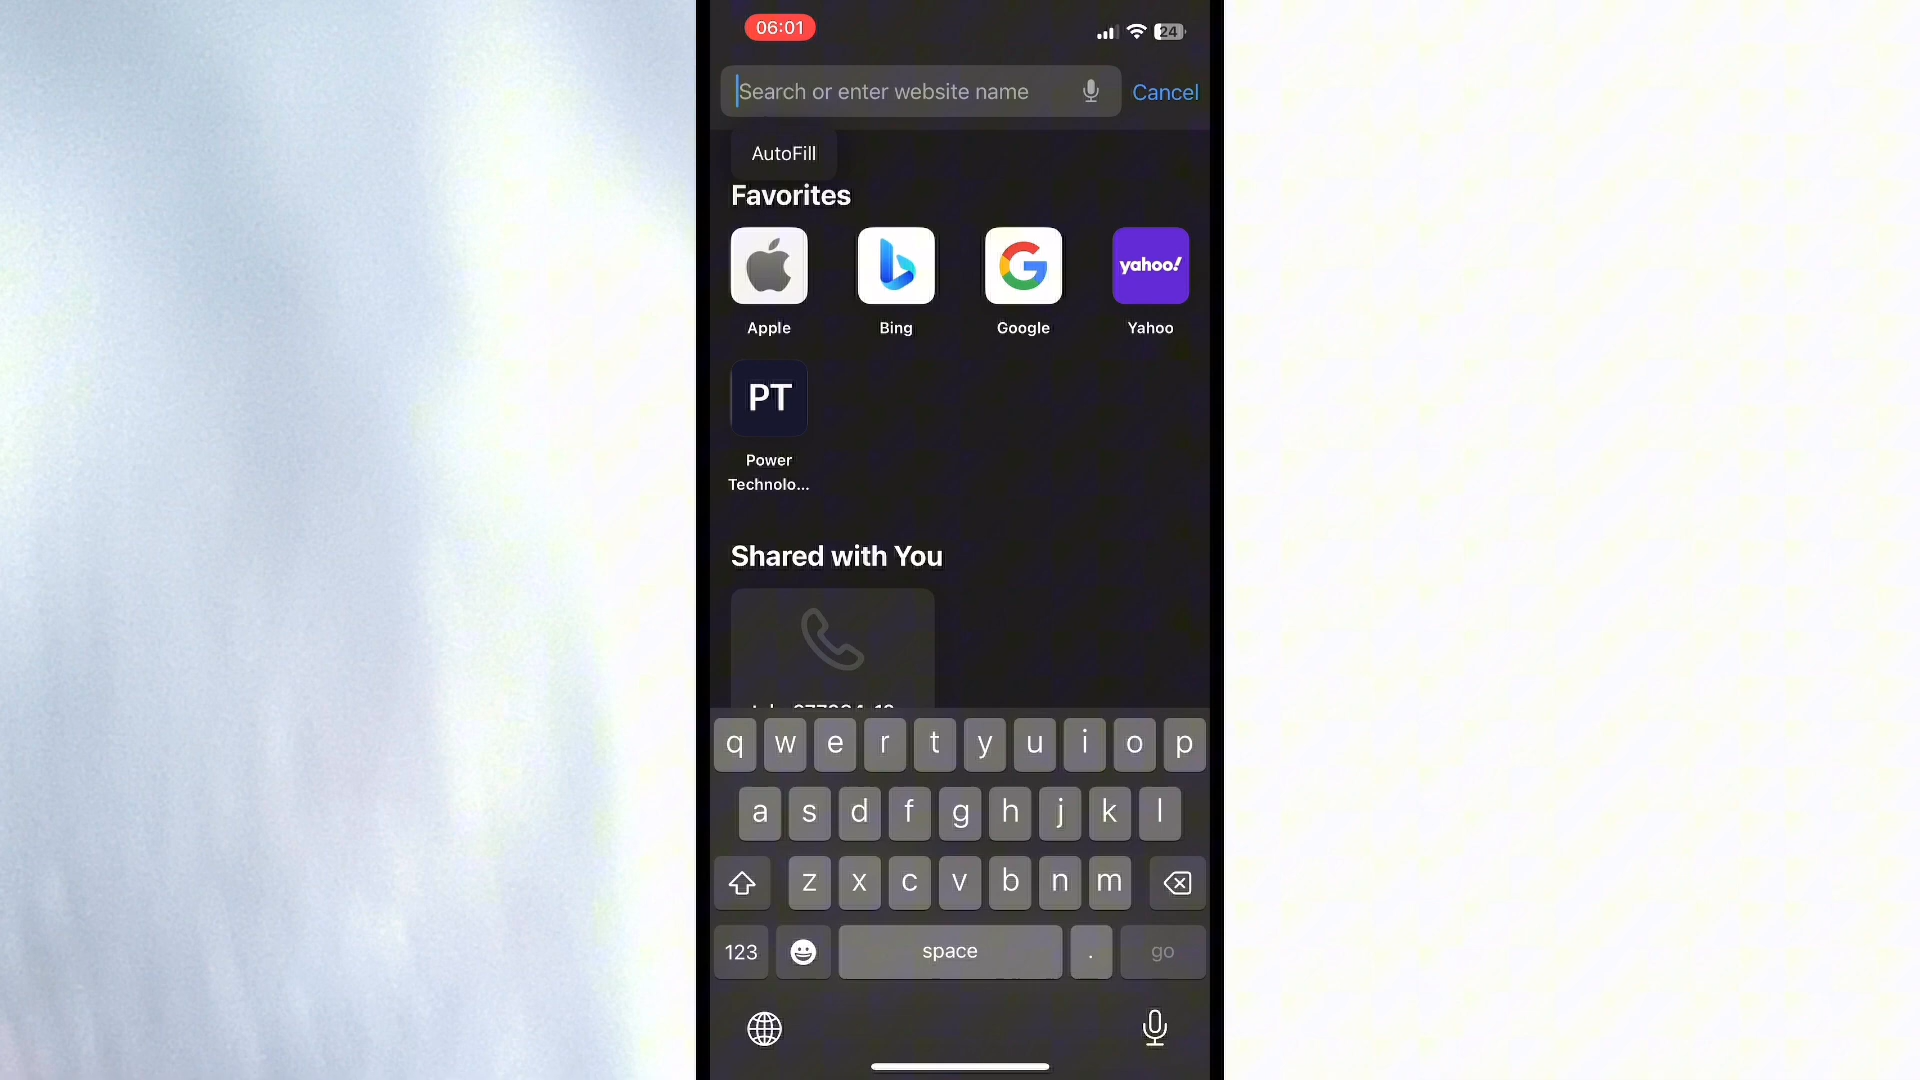 06:01
24
Search or enter website name
Cancel
AutoFill
Favorites
yahoo!
Apple
Bing
Google
Yahoo
PT
Power
Technolo...
Shared with You
q w e r t y u i o p
a s d f g h j k l
z x c v b n m
123
space
.
go